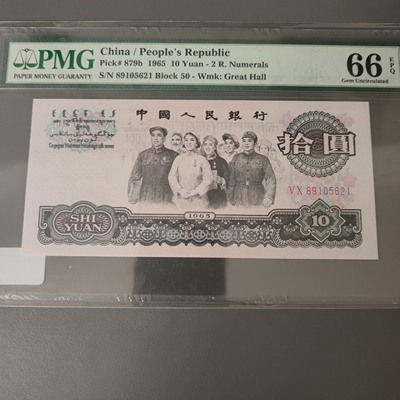 PMG
PAPER MONEY GUARANTY
China / People's Republic
Pick# 879b 1965 10 Yuan - 2 R. Numerals
S/N 89105621 Block 50 - Wmk: Great Hall
66 EPQ
Gem Uncirculated
中國人民銀行
拾圓
VX 89105621
SHI
YUAN
1965
10